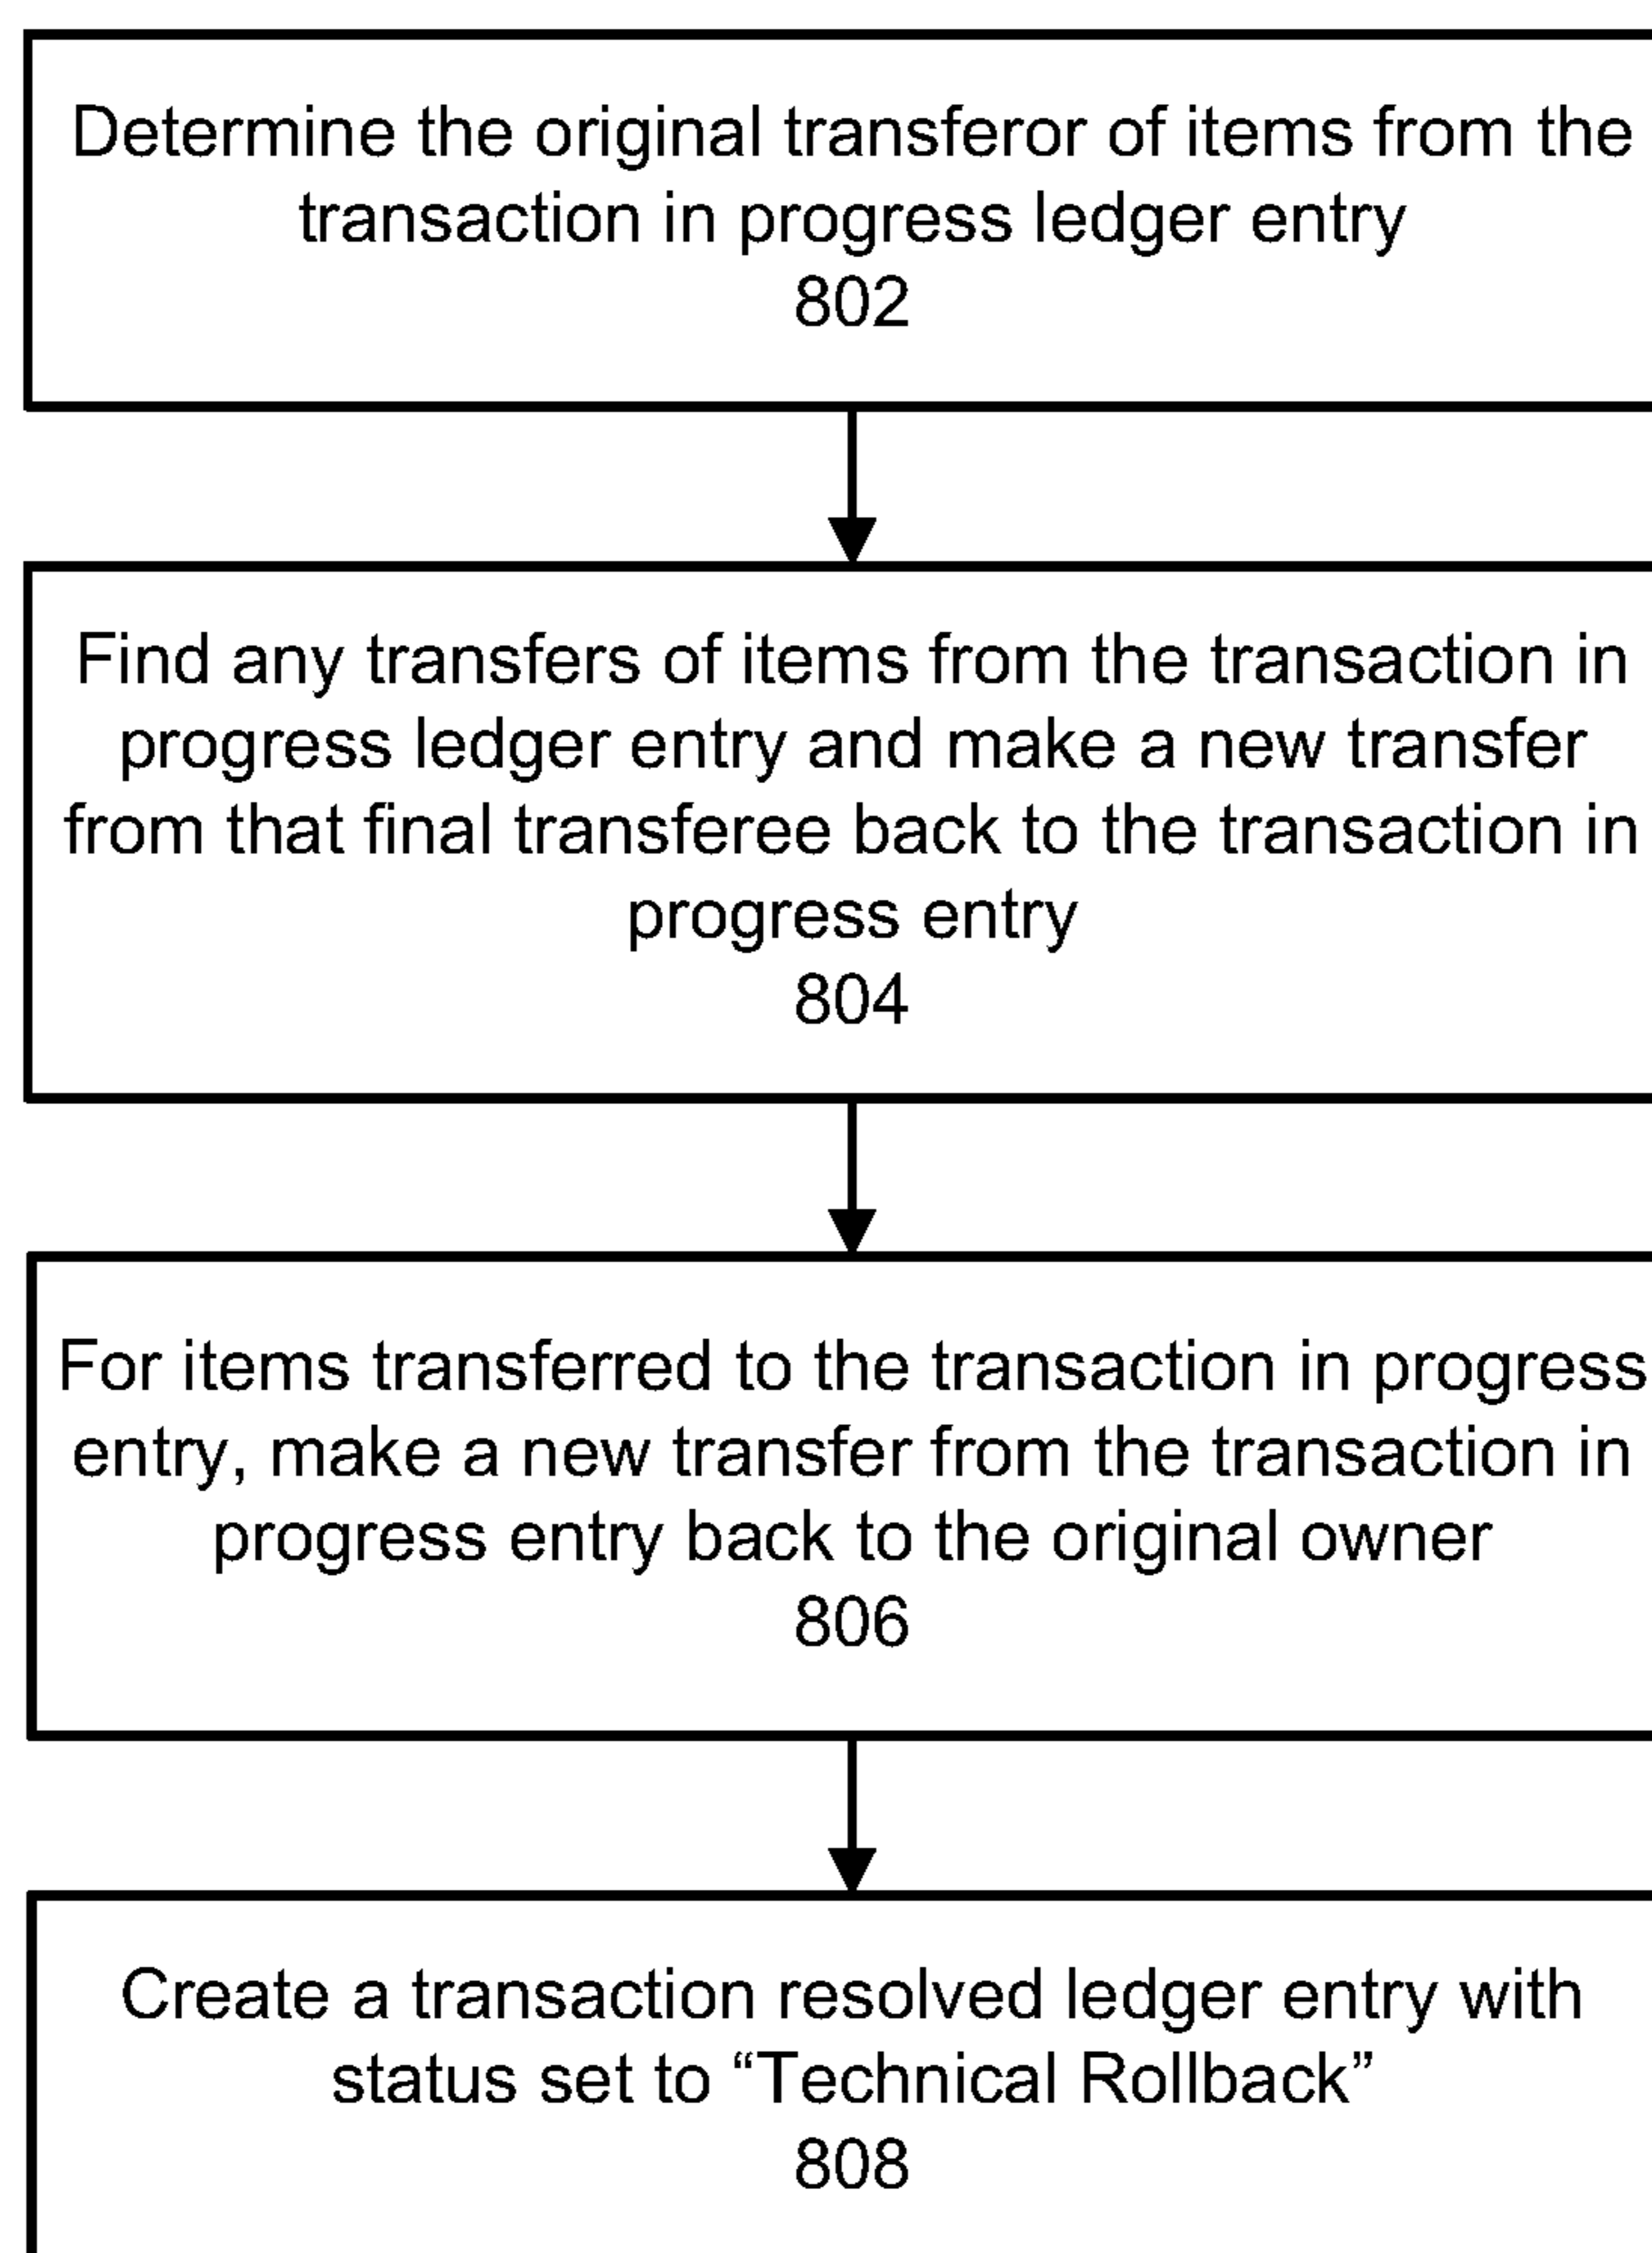 Determine the original transferor of items from the
transaction in progress ledger entry
802
Find any transfers of items from the transaction in
progress ledger entry and make a new transfer
from that final transferee back to the transaction in
progress entry
804
For items transferred to the transaction in progress
entry, make a new transfer from the transaction in
progress entry back to the original owner
806
Create a transaction resolved ledger entry with
status set to “Technical Rollback”
808